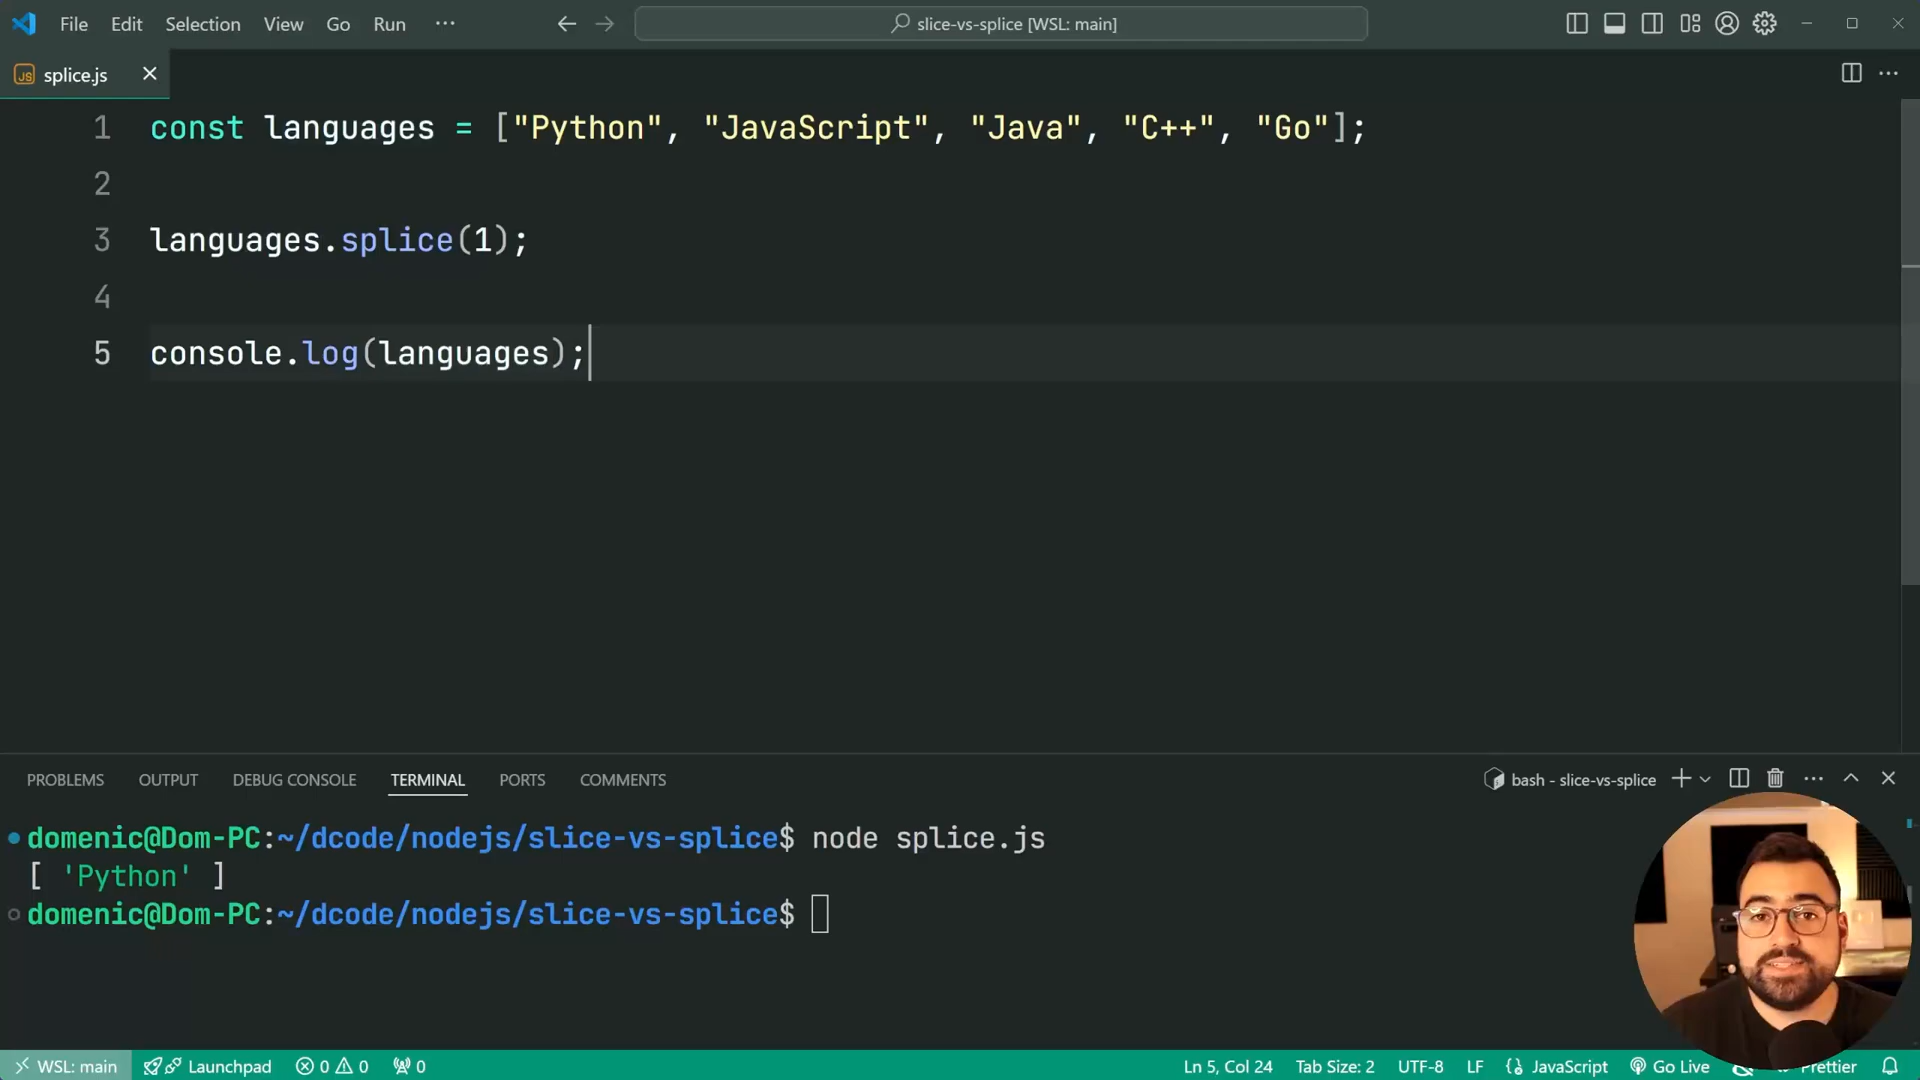 File Edit Selection View Go Run ··· slice-vs-splice [WSL: main]
JS splice.js
1 const languages = ["Python", "JavaScript", "Java", "C++", "Go"];
2
3 languages.splice(1);
4
5 console.log(languages);
PROBLEMS OUTPUT DEBUG CONSOLE TERMINAL PORTS COMMENTS bash - slice-vs-splice
domenic@Dom-PC:~/dcode/nodejs/slice-vs-splice$ node splice.js
[ 'Python' ]
domenic@Dom-PC:~/dcode/nodejs/slice-vs-splice$
WSL: main Launchpad 0 0 0 Ln 5, Col 24 Tab Size: 2 UTF-8 LF {} JavaScript Go Live Prettier